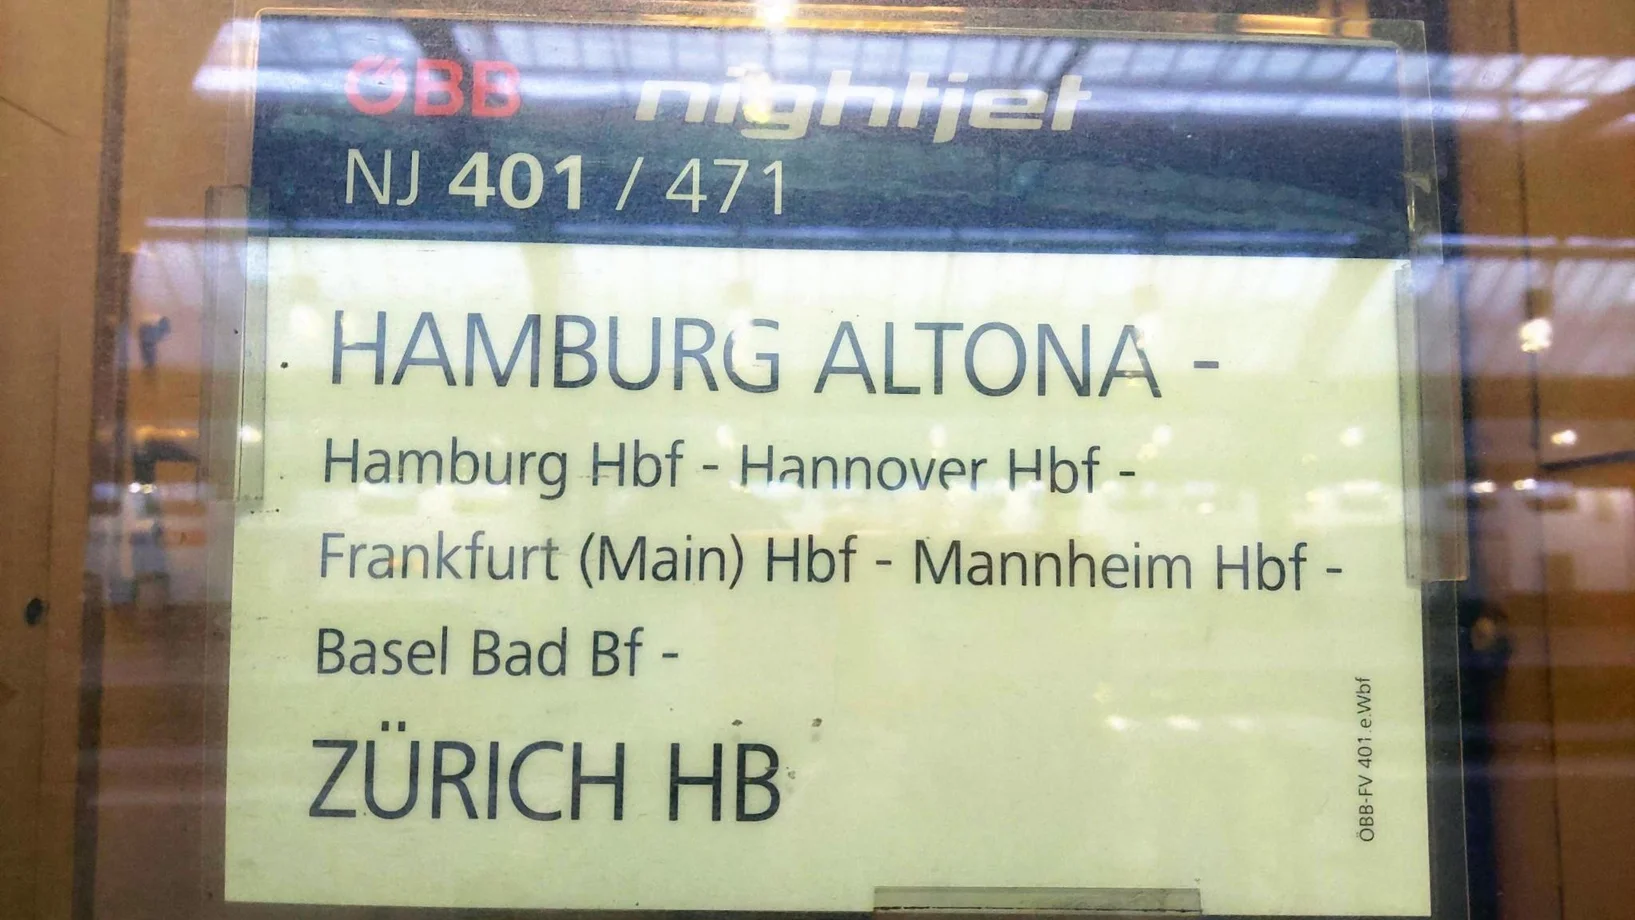 ÖBB nightjet
NJ 401 / 471
HAMBURG ALTONA -
Hamburg Hbf - Hannover Hbf -
Frankfurt (Main) Hbf - Mannheim Hbf -
Basel Bad Bf -
ZÜRICH HB
ÖBB-FV 401.e.Wbf